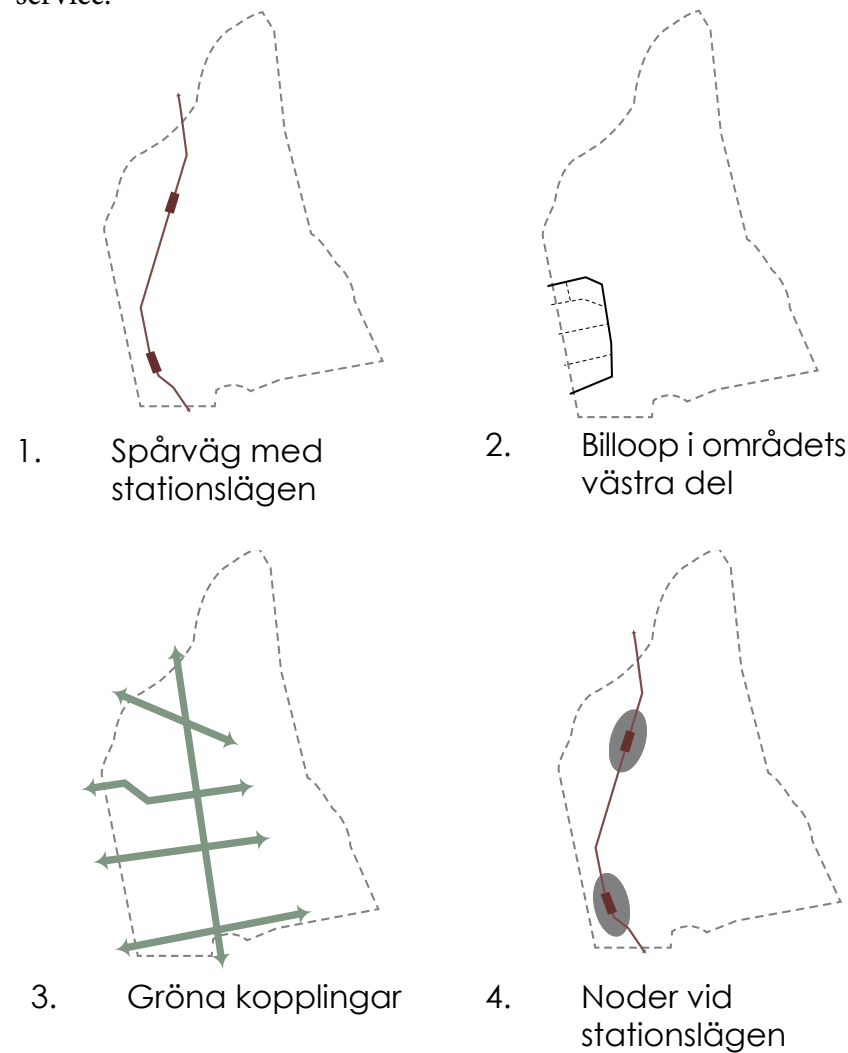 service.
1. Spårväg med
stationslägen
2. Billoop i områdets
västra del
3. Gröna kopplingar
4. Noder vid
stationslägen